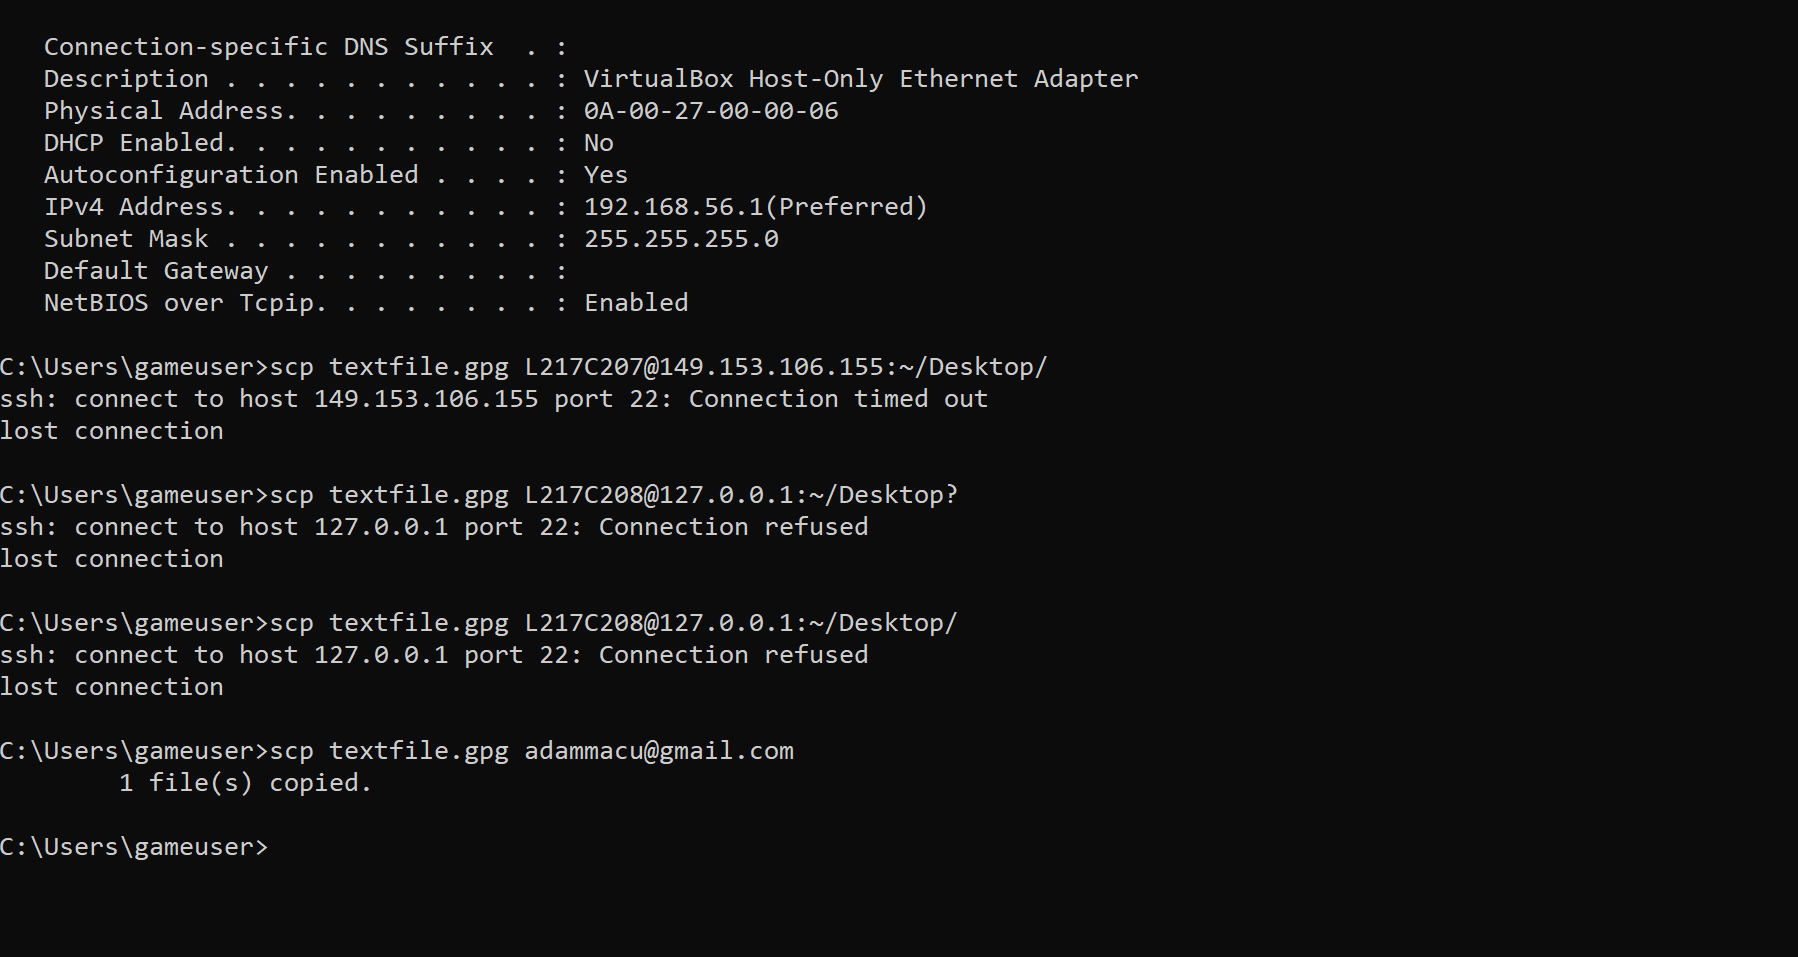 Connection-specific DNS Suffix  . :
Description . . . . . . . . . . . : VirtualBox Host-Only Ethernet Adapter
Physical Address. . . . . . . . . : 0A-00-27-00-00-06
DHCP Enabled. . . . . . . . . . . : No
Autoconfiguration Enabled . . . . : Yes
IPv4 Address. . . . . . . . . . . : 192.168.56.1(Preferred)
Subnet Mask . . . . . . . . . . . : 255.255.255.0
Default Gateway . . . . . . . . . :
NetBIOS over Tcpip. . . . . . . . : Enabled
C:\Users\gameuser>scp textfile.gpg L217C207@149.153.106.155:~/Desktop/
ssh: connect to host 149.153.106.155 port 22: Connection timed out
lost connection
C:\Users\gameuser>scp textfile.gpg L217C208@127.0.0.1:~/Desktop?
ssh: connect to host 127.0.0.1 port 22: Connection refused
lost connection
C:\Users\gameuser>scp textfile.gpg L217C208@127.0.0.1:~/Desktop/
ssh: connect to host 127.0.0.1 port 22: Connection refused
lost connection
C:\Users\gameuser>scp textfile.gpg adammacu@gmail.com
1 file(s) copied.
C:\Users\gameuser>